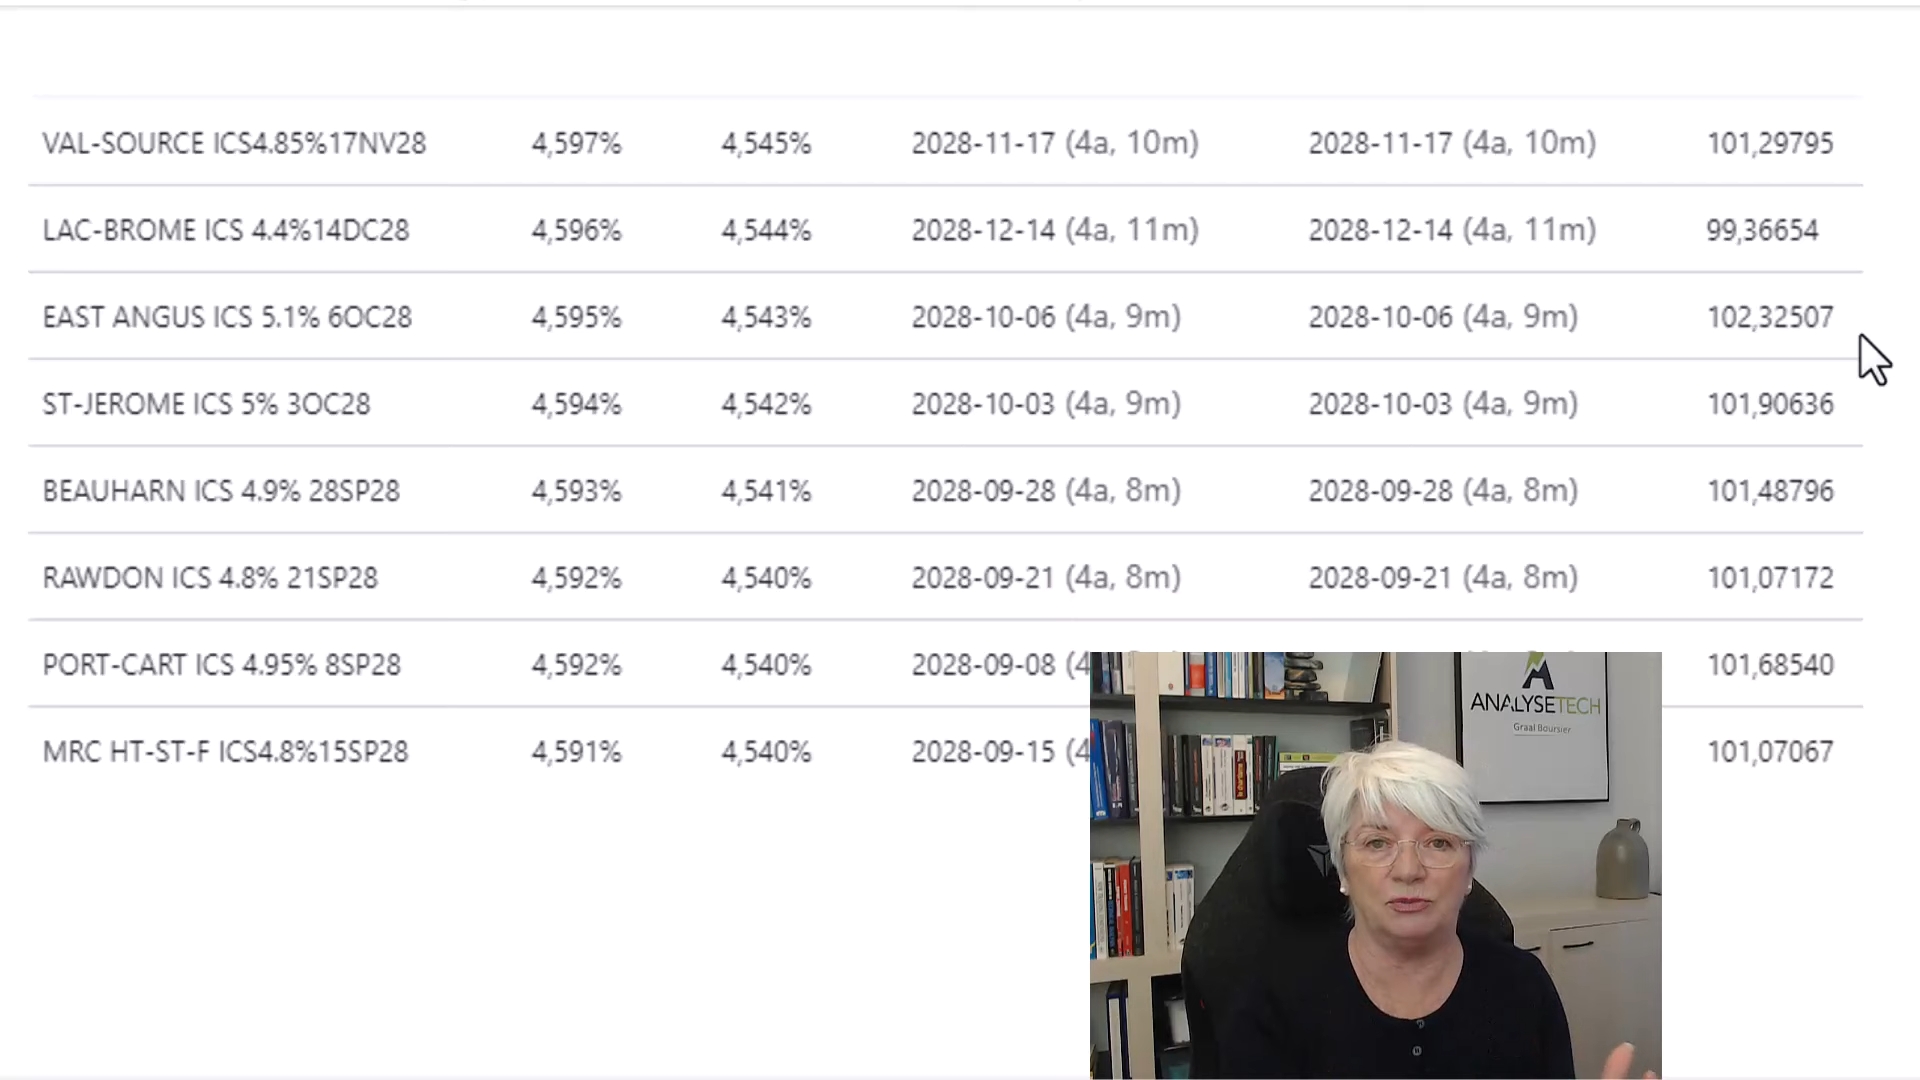 VAL-SOURCE ICS4.85%17NV28 4,597% 4,545% 2028-11-17 (4a, 10m) 2028-11-17 (4a, 10m) 101,29795
LAC-BROME ICS 4.4%14DC28 4,596% 4,544% 2028-12-14 (4a, 11m) 2028-12-14 (4a, 11m) 99,36654
EAST ANGUS ICS 5.1% 6OC28 4,595% 4,543% 2028-10-06 (4a, 9m) 2028-10-06 (4a, 9m) 102,32507
ST-JEROME ICS 5% 3OC28 4,594% 4,542% 2028-10-03 (4a, 9m) 2028-10-03 (4a, 9m) 101,90636
BEAUHARN ICS 4.9% 28SP28 4,593% 4,541% 2028-09-28 (4a, 8m) 2028-09-28 (4a, 8m) 101,48796
RAWDON ICS 4.8% 21SP28 4,592% 4,540% 2028-09-21 (4a, 8m) 2028-09-21 (4a, 8m) 101,07172
PORT-CART ICS 4.95% 8SP28 4,592% 4,540% 2028-09-08 (4 101,68540
MRC HT-ST-F ICS4.8%15SP28 4,591% 4,540% 2028-09-15 (4 101,07067
ANALYSETECH
Graal Boursier